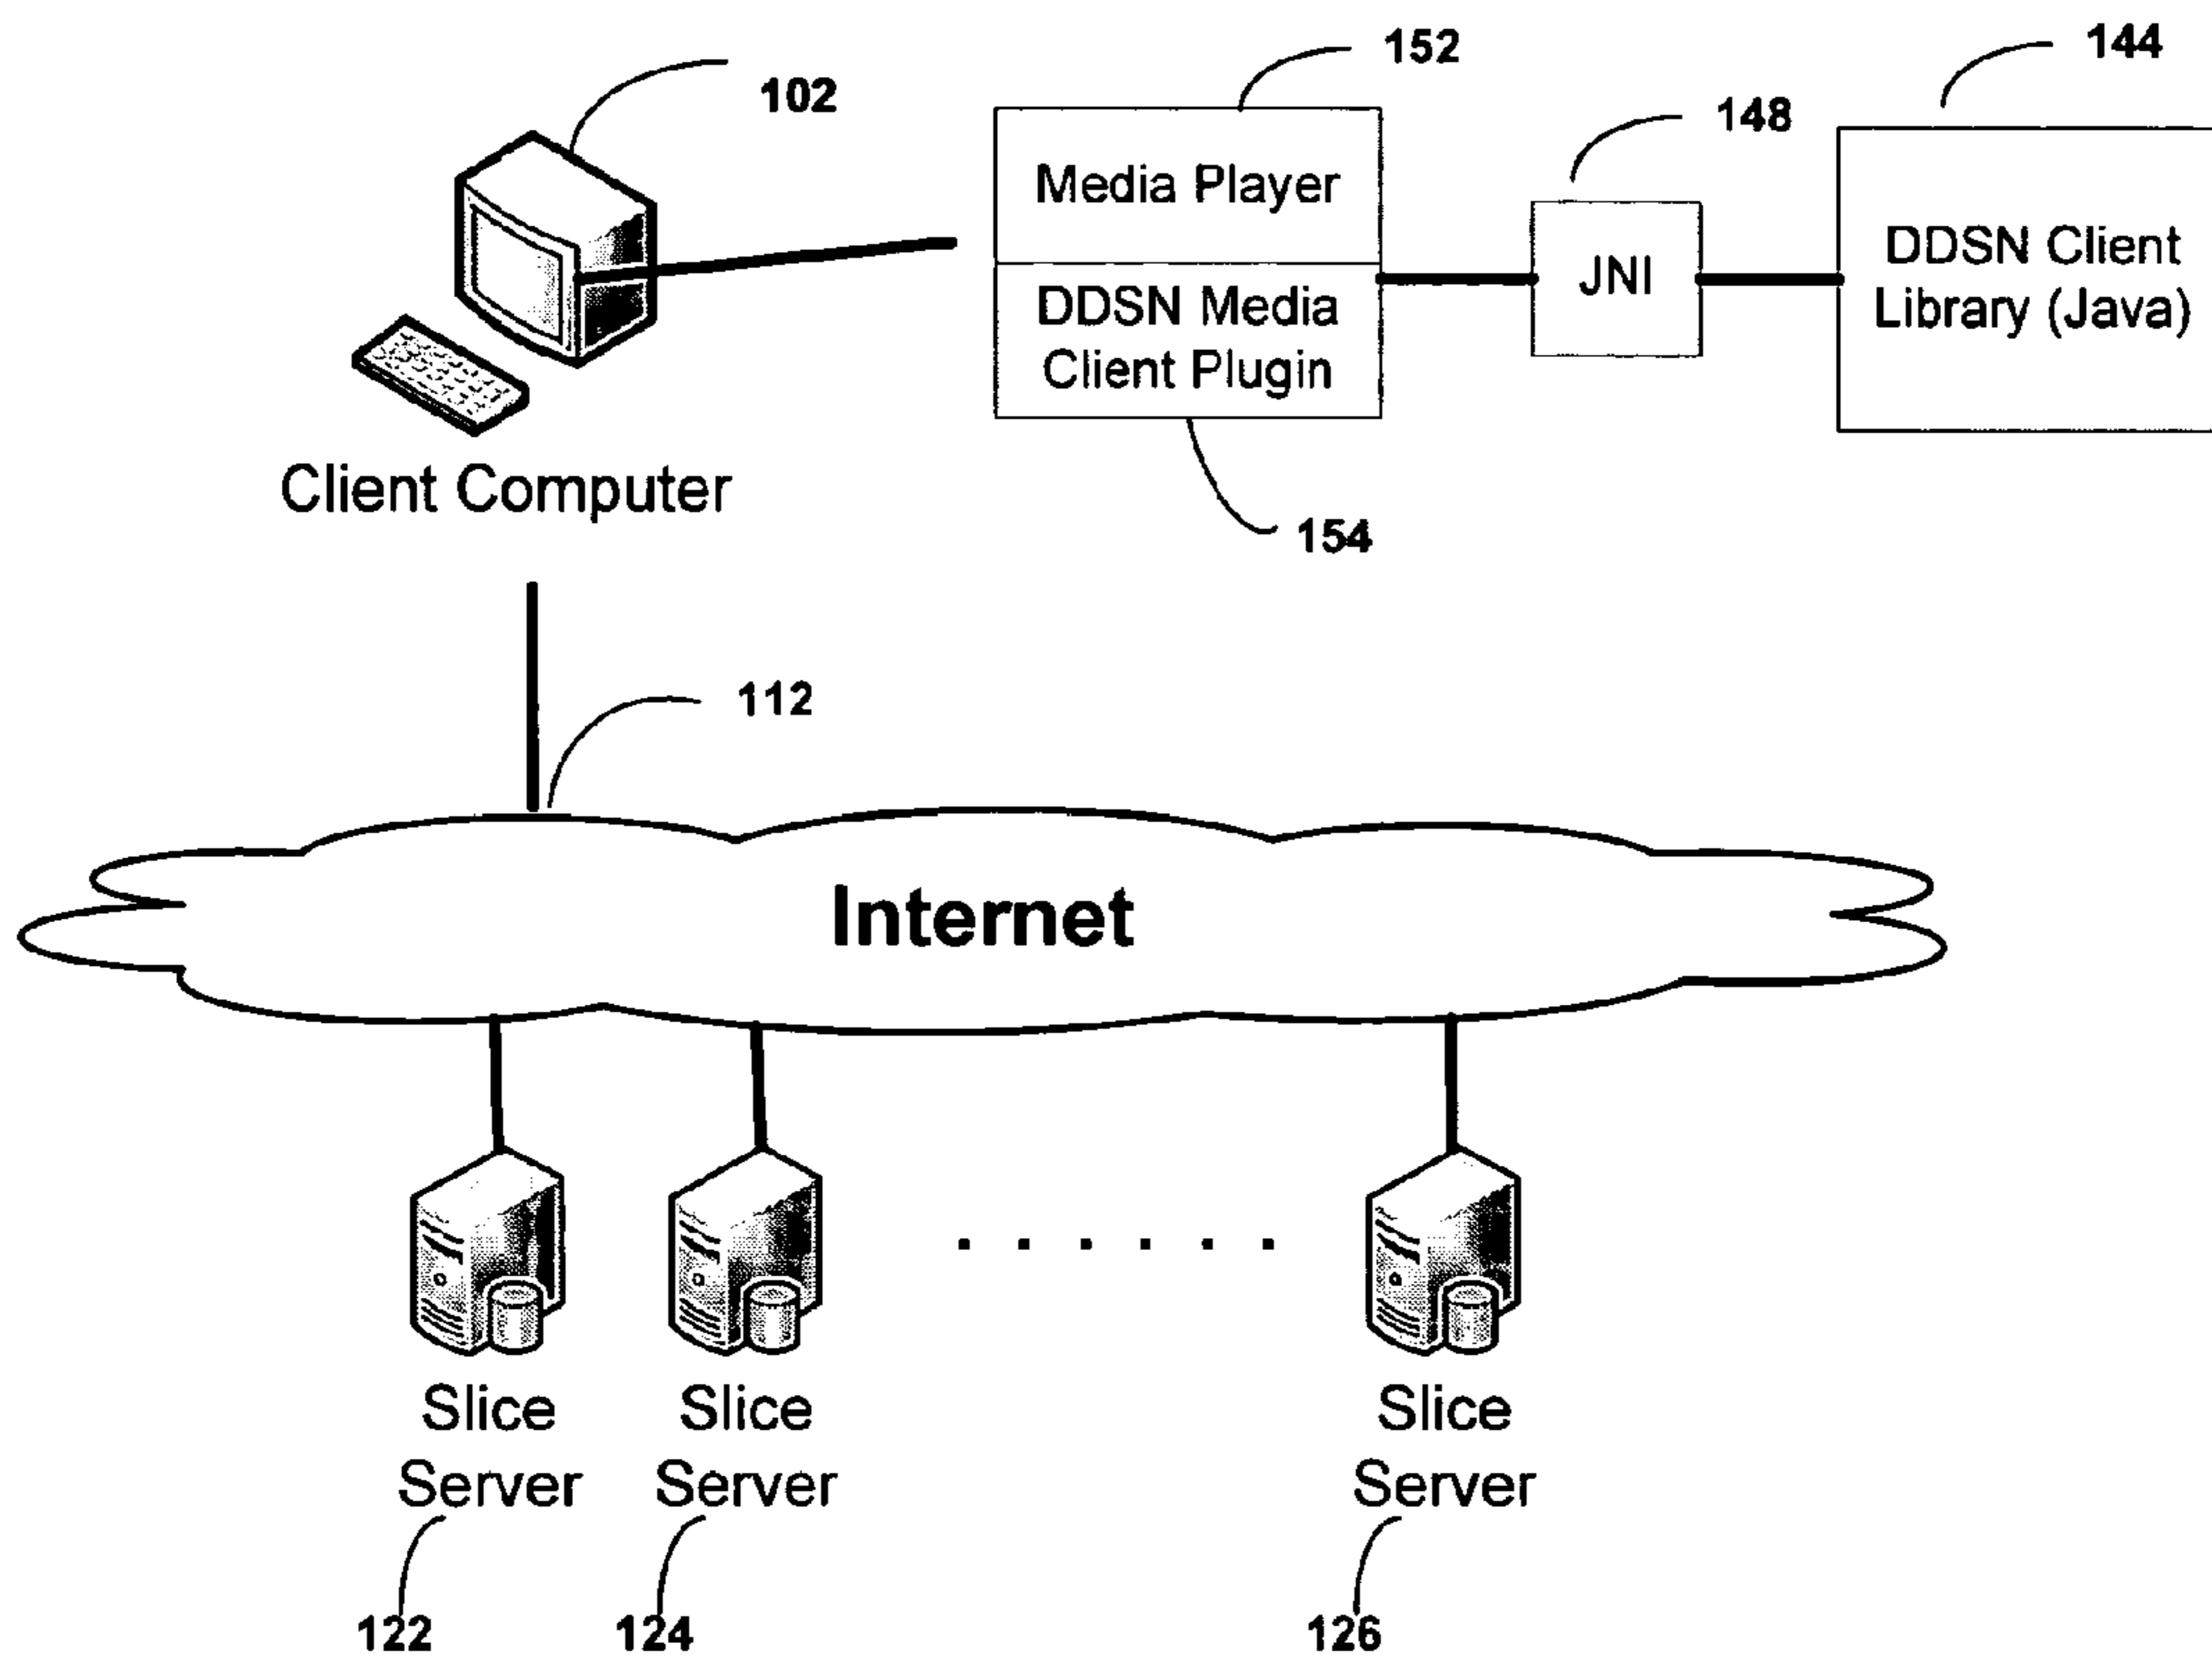 152
144
102
148
Media Player
JNI
DDSN Client
Library (Java)
DDSN Media
Client Plugin
Client Computer
154
112
Internet
Slice
Server
Slice
Server
Slice
Server
122
124
126